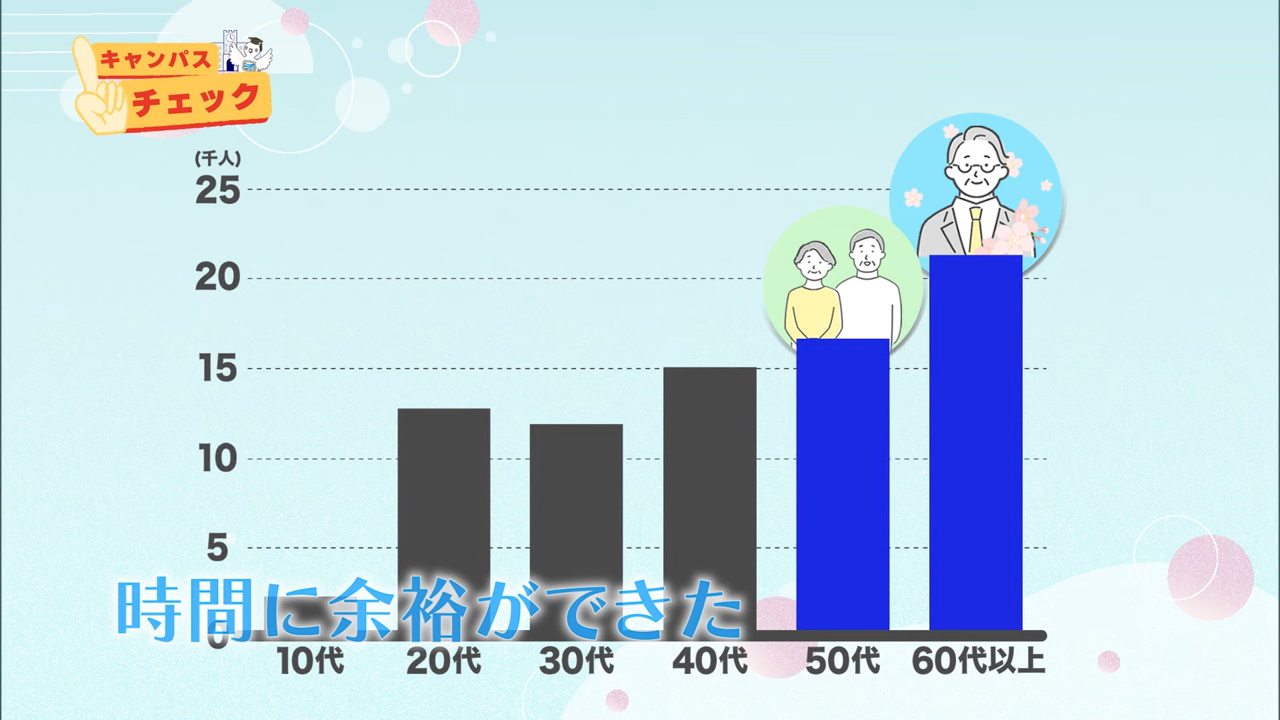 キャンパス
チェック
(千人)
25
20
15
10
5
0
時間に余裕ができた
10代 20代 30代 40代 50代 60代以上